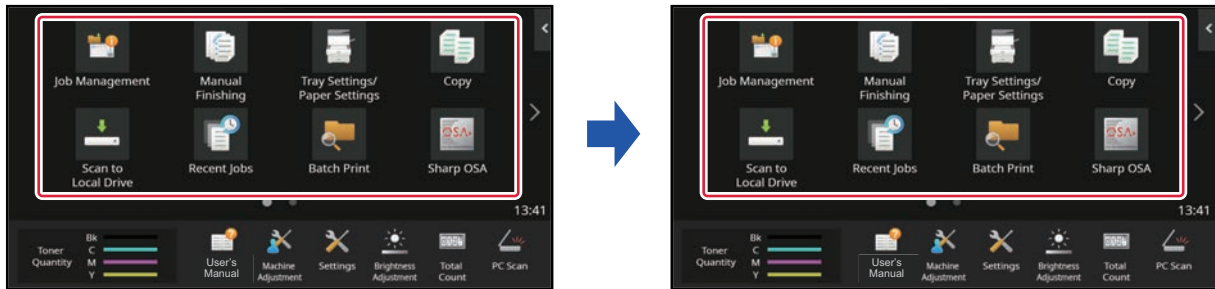 Job Management
Manual
Finishing
Tray Settings/
Paper Settings
Copy
OSA
Scan to
Local Drive
Recent Jobs
Batch Print
Sharp OSA
13:41
Toner
Quantity
Bk
C
M
Y
User's
Manual
Machine
Adjustment
Settings
Brightness
Adjustment
Total
Count
PC Scan
Job Management
Manual
Finishing
Tray Settings/
Paper Settings
Copy
OSA
Scan to
Local Drive
Recent Jobs
Batch Print
Sharp OSA
13:41
Toner
Quantity
Bk
C
M
Y
User's
Manual
Machine
Adjustment
Settings
Brightness
Adjustment
Total
Count
PC Scan